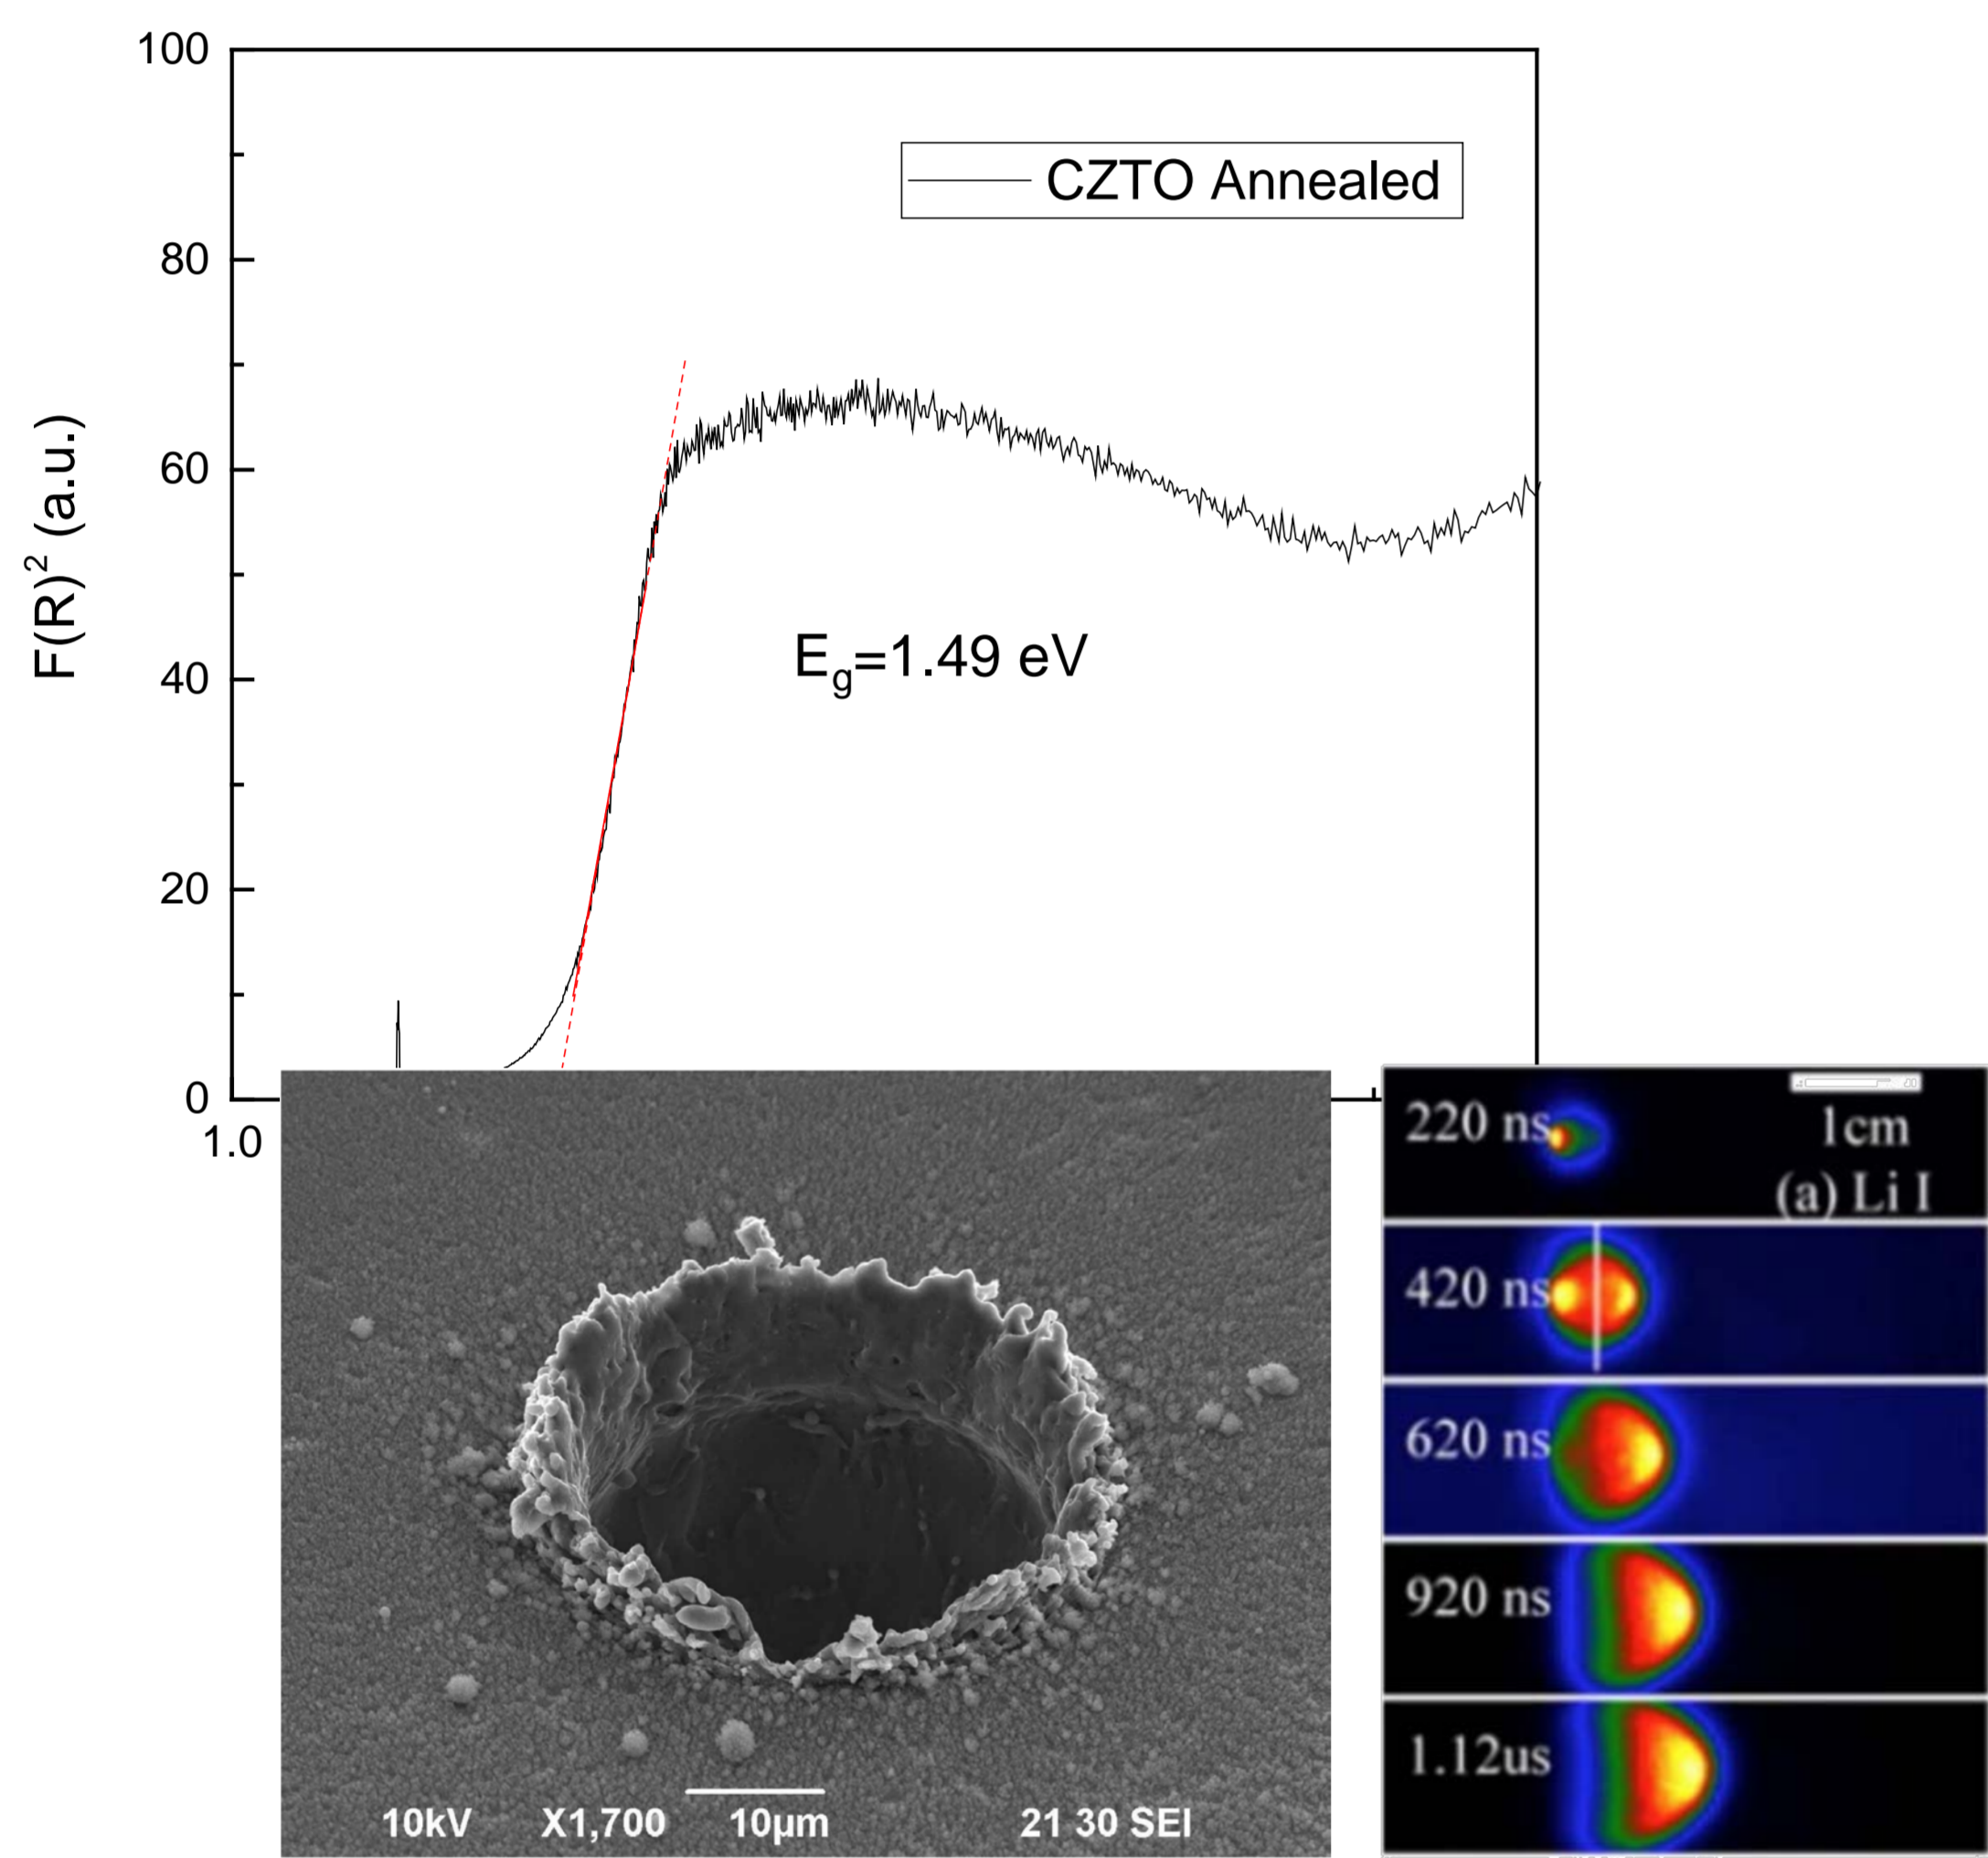 100
80
60
40
20
0
1.0
F(R)² (a.u.)
CZTO Annealed
Eg=1.49 eV
10kV X1,700 10µm 21 30 SEI
220 ns
1cm
(a) Li I
420 ns
620 ns
920 ns
1.12us